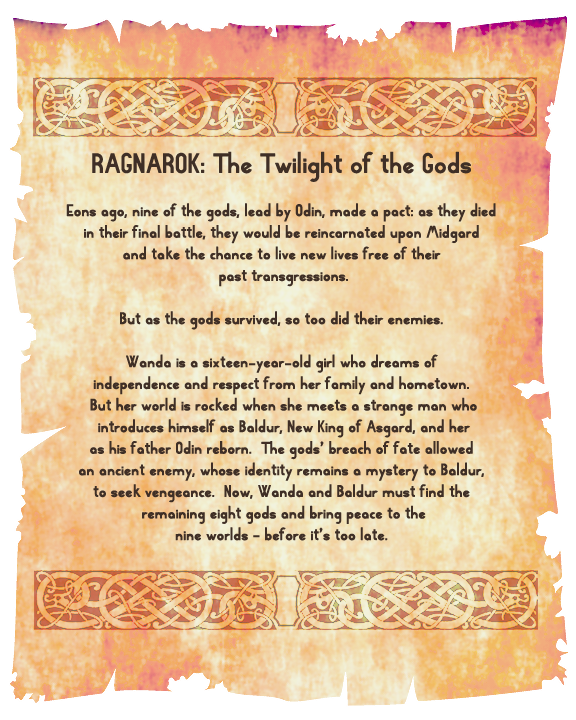 RAGNAROK: The Twilight of the Gods
Eons ago, nine of the gods, lead by Odin, made a pact: as they died
in their final battle, they would be reincarnated upon Midgard
and take the chance to live new lives free of their
past transgressions.
But as the gods survived, so too did their enemies.
Wanda is a sixteen-year-old girl who dreams of
independence and respect from her family and hometown.
But her world is rocked when she meets a strange man who
introduces himself as Baldur, New King of Asgard, and her
as his father Odin reborn.  The gods' breach of fate allowed
an ancient enemy, whose identity remains a mystery to Baldur,
to seek vengeance.  Now, Wanda and Baldur must find the
remaining eight gods and bring peace to the
nine worlds - before it's too late.